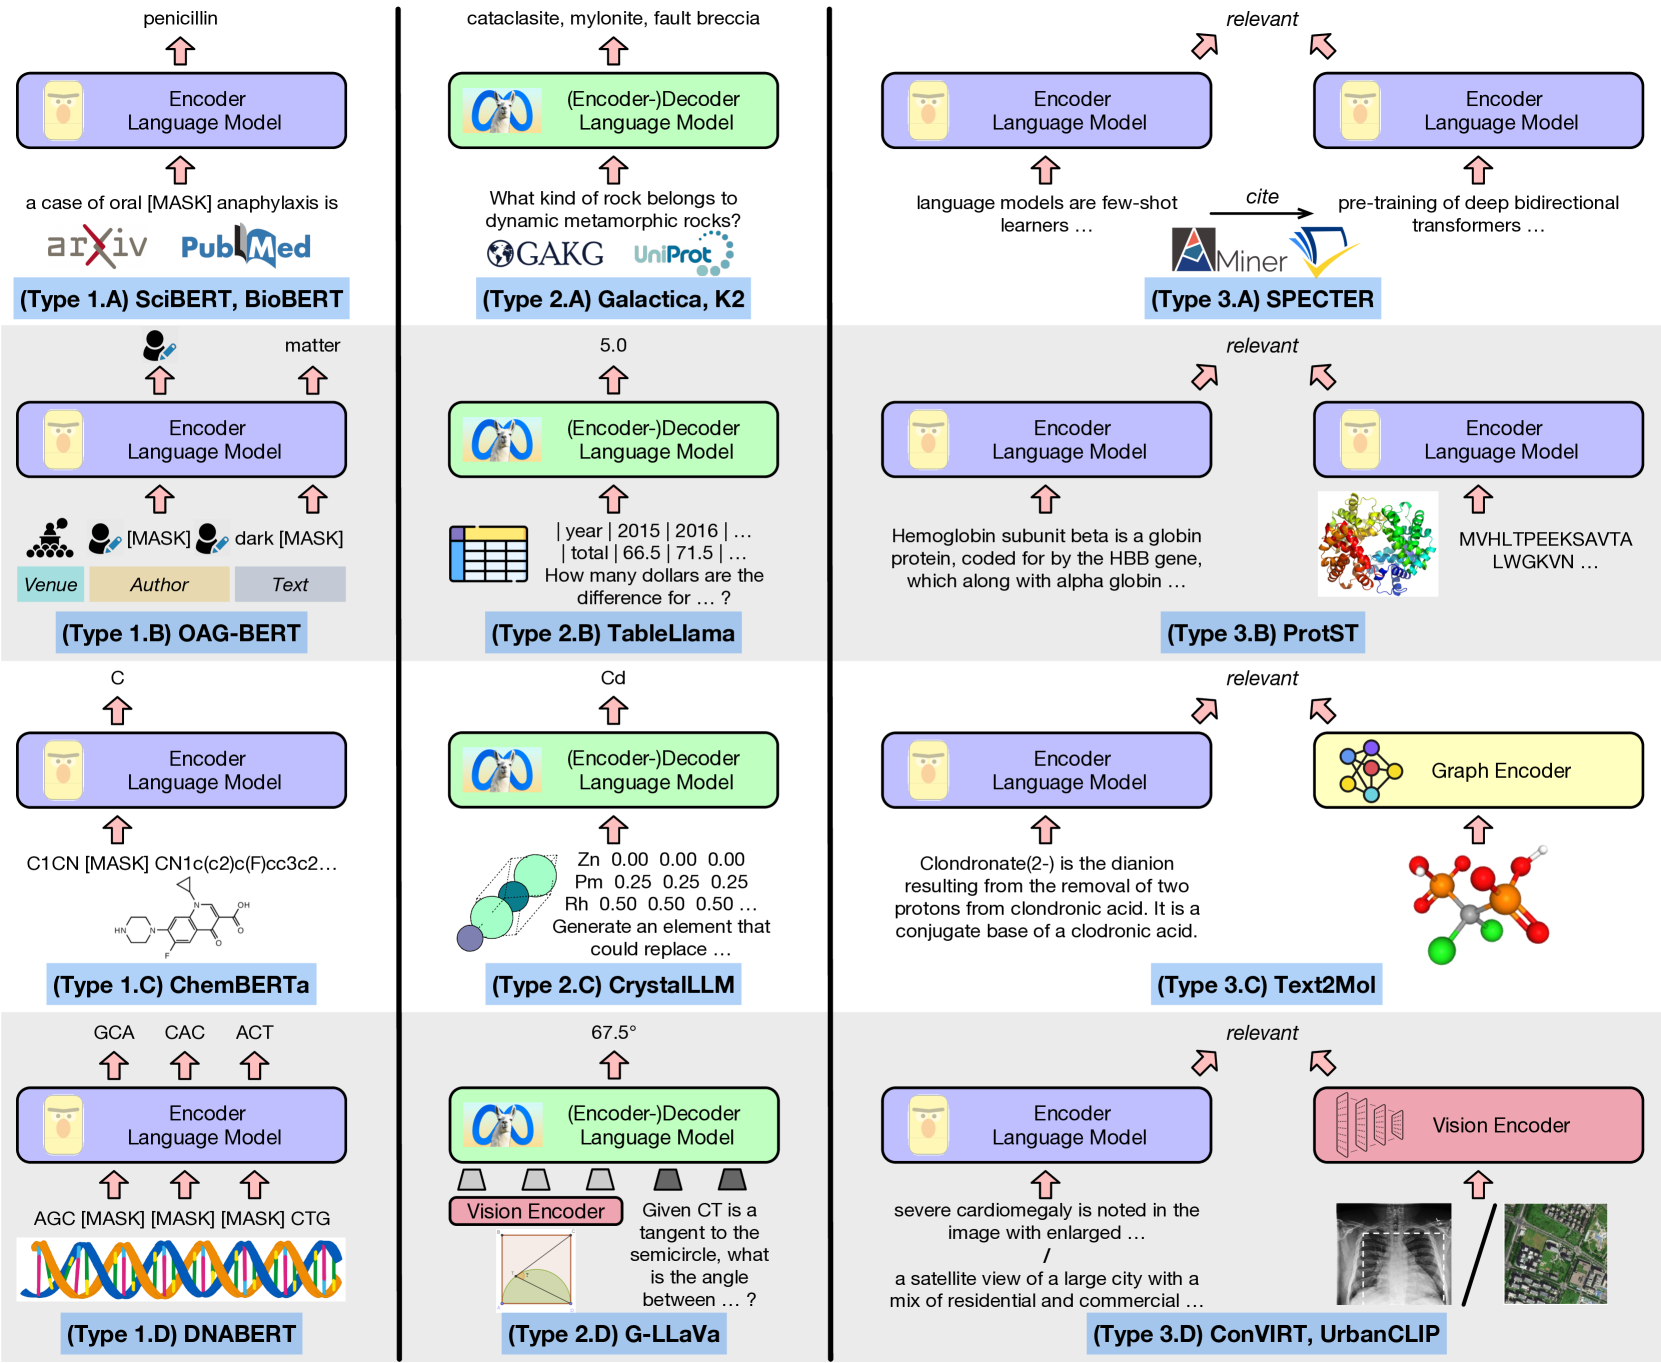 penicillin
Encoder
Language Model
a case of oral [MASK] anaphylaxis is
arXiv
PubMed
(Type 1.A) SciBERT, BioBERT
cataclasite, mylonite, fault breccia
(Encoder-)Decoder
Language Model
What kind of rock belongs to
dynamic metamorphic rocks?
GAKG
UniProt
(Type 2.A) Galactica, K2
relevant
Encoder
Language Model
Encoder
Language Model
language models are few-shot
learners ...
cite
pre-training of deep bidirectional
transformers ...
AMiner
(Type 3.A) SPECTER
matter
Encoder
Language Model
[MASK]
dark [MASK]
Venue
Author
Text
(Type 1.B) OAG-BERT
5.0
(Encoder-)Decoder
Language Model
| year | 2015 | 2016 | ...
| total | 66.5 | 71.5 | ...
How many dollars are the
difference for ... ?
(Type 2.B) TableLlama
relevant
Encoder
Language Model
Encoder
Language Model
Hemoglobin subunit beta is a globin
protein, coded for by the HBB gene,
which along with alpha globin ...
MVHLTPEEKSAVTA
LWGKVN ...
(Type 3.B) ProtST
C
Encoder
Language Model
C1CN [MASK] CN1c(c2)c(F)cc3c2...
HN
N
N
F
O
OH
O
(Type 1.C) ChemBERTa
Cd
(Encoder-)Decoder
Language Model
Zn 0.00 0.00 0.00
Pm 0.25 0.25 0.25
Rh 0.50 0.50 0.50 ...
Generate an element that
could replace ...
(Type 2.C) CrystalLLM
relevant
Encoder
Language Model
Graph Encoder
Clondronate(2-) is the dianion
resulting from the removal of two
protons from clondronic acid. It is a
conjugate base of a clodronic acid.
(Type 3.C) Text2Mol
GCA CAC ACT
Encoder
Language Model
AGC [MASK] [MASK] [MASK] CTG
(Type 1.D) DNABERT
67.5°
(Encoder-)Decoder
Language Model
Vision Encoder
Given CT is a
tangent to the
semicircle, what
is the angle
between ... ?
(Type 2.D) G-LLaVa
relevant
Encoder
Language Model
Vision Encoder
severe cardiomegaly is noted in the
image with enlarged ...
/
a satellite view of a large city with a
mix of residential and commercial ...
(Type 3.D) ConVIRT, UrbanCLIP